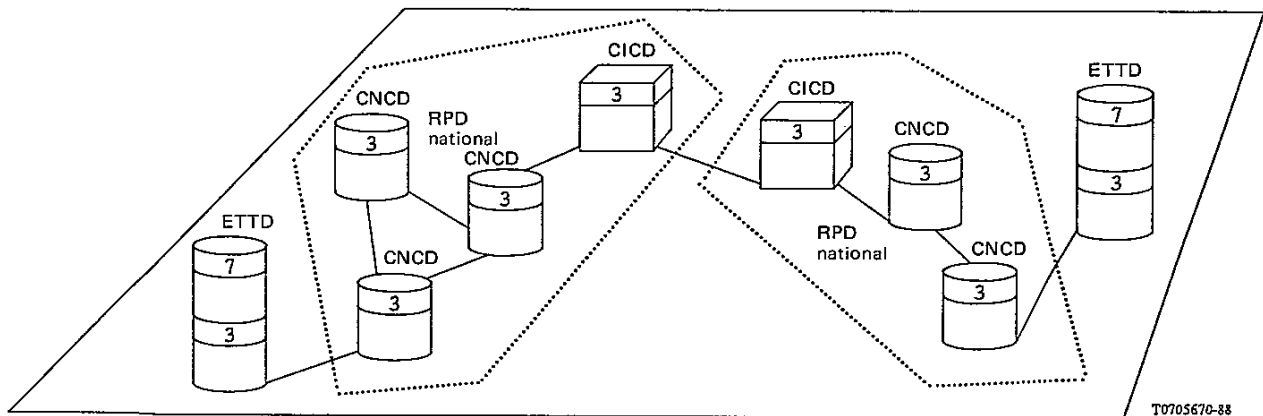 CICD
3
CNCD
3
RPD
national
CNCD
3
ETTD
7
3
CNCD
3
CICD
3
CNCD
3
ETTD
7
3
RPD
national
CNCD
3
T0705670-88